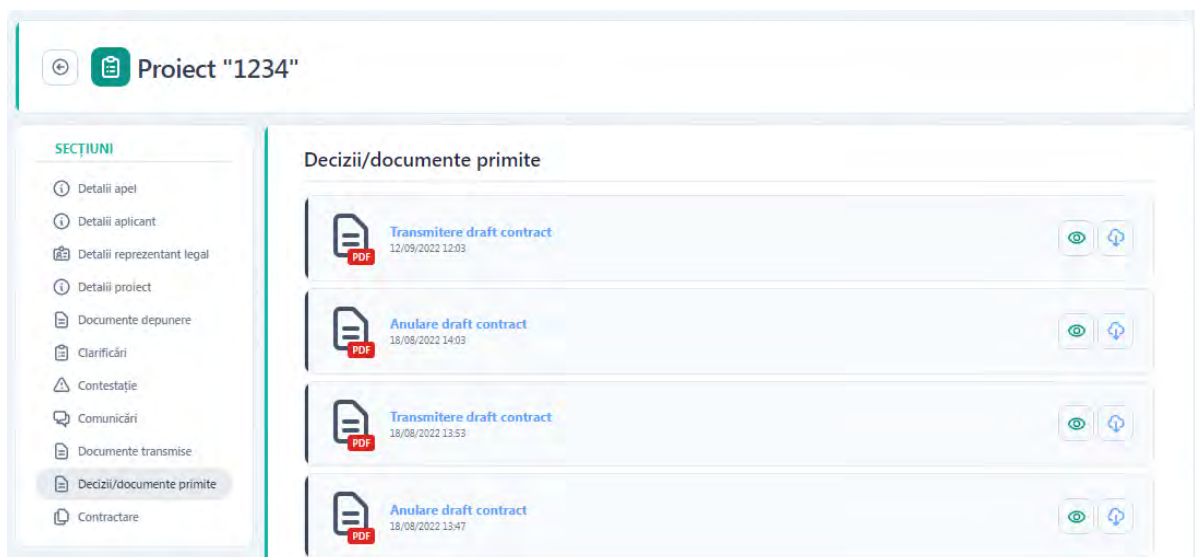 Proiect "1234"
SECȚIUNI
Detalii apel
Detalii aplicant
Detalii reprezentant legal
Detalii proiect
Documente depunere
Clarificări
Contestație
Comunicări
Documente transmise
Decizii/documente primite
Contractare
Decizii/documente primite
Transmitere draft contract
12/09/2022 12:03
PDF
Anulare draft contract
18/08/2022 14:03
PDF
Transmitere draft contract
18/08/2022 13:53
PDF
Anulare draft contract
18/08/2022 13:47
PDF